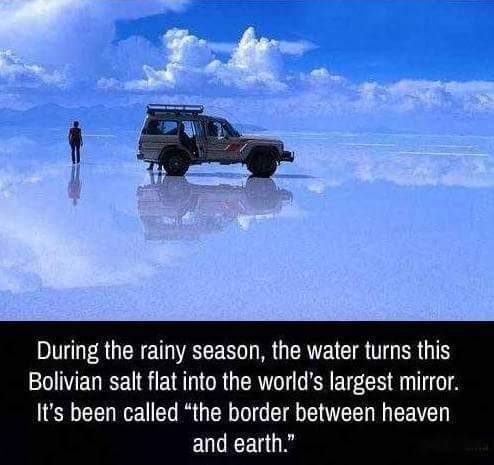 During the rainy season, the water turns this
Bolivian salt flat into the world’s largest mirror.
It’s been called “the border between heaven
and earth.”